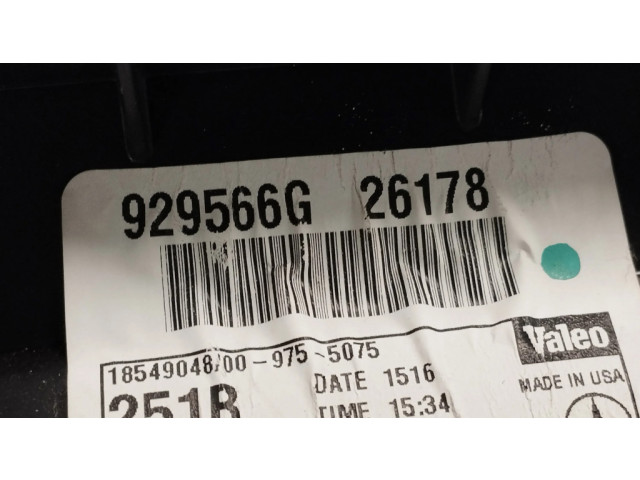 929566G 26178
18549048/00-975-5075
251B DATE 1516
TIME 15:34
Valeo
MADE IN USA